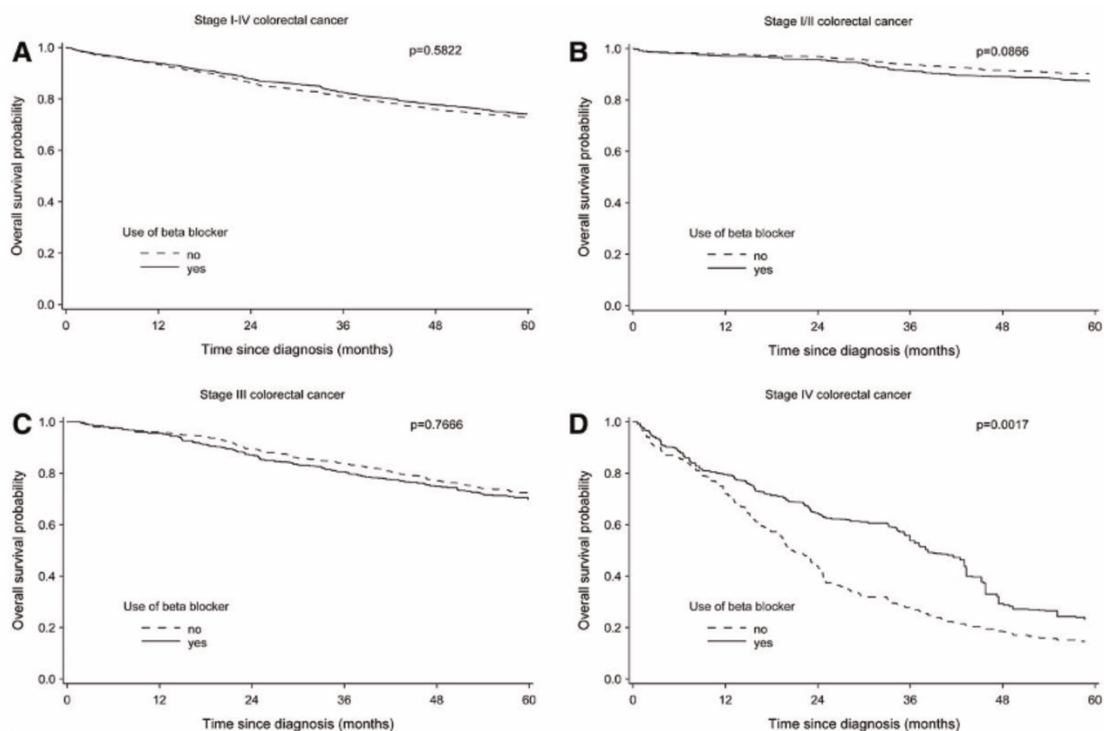 Stage I-IV colorectal cancer
A
p=0.5822
1.0
0.8
0.6
0.4
0.2
0.0
Overall survival probability
Use of beta blocker
no
yes
0 12 24 36 48 60
Time since diagnosis (months)
Stage I/II colorectal cancer
B
p=0.0866
1.0
0.8
0.6
0.4
0.2
0.0
Overall survival probability
Use of beta blocker
no
yes
0 12 24 36 48 60
Time since diagnosis (months)
Stage III colorectal cancer
C
p=0.7666
1.0
0.8
0.6
0.4
0.2
0.0
Overall survival probability
Use of beta blocker
no
yes
0 12 24 36 48 60
Time since diagnosis (months)
Stage IV colorectal cancer
D
p=0.0017
1.0
0.8
0.6
0.4
0.2
0.0
Overall survival probability
Use of beta blocker
no
yes
0 12 24 36 48 60
Time since diagnosis (months)